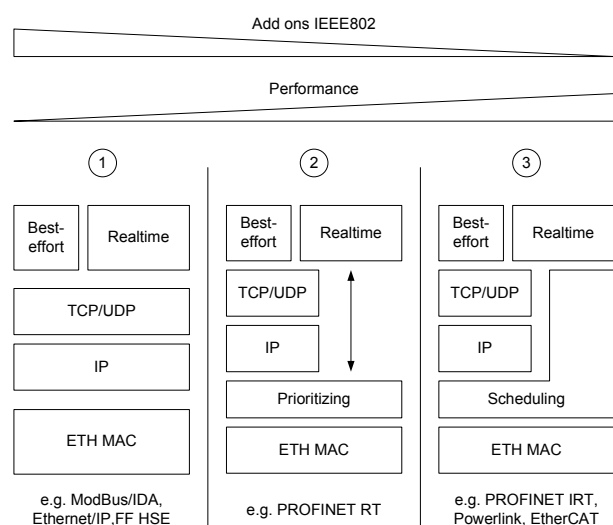 Add ons IEEE802
Performance
1
2
3
Best-
effort
Realtime
TCP/UDP
IP
ETH MAC
e.g. ModBus/IDA,
Ethernet/IP,FF HSE
Best-
effort
Realtime
TCP/UDP
IP
Prioritizing
ETH MAC
e.g. PROFINET RT
Best-
effort
Realtime
TCP/UDP
IP
Scheduling
ETH MAC
e.g. PROFINET IRT,
Powerlink, EtherCAT